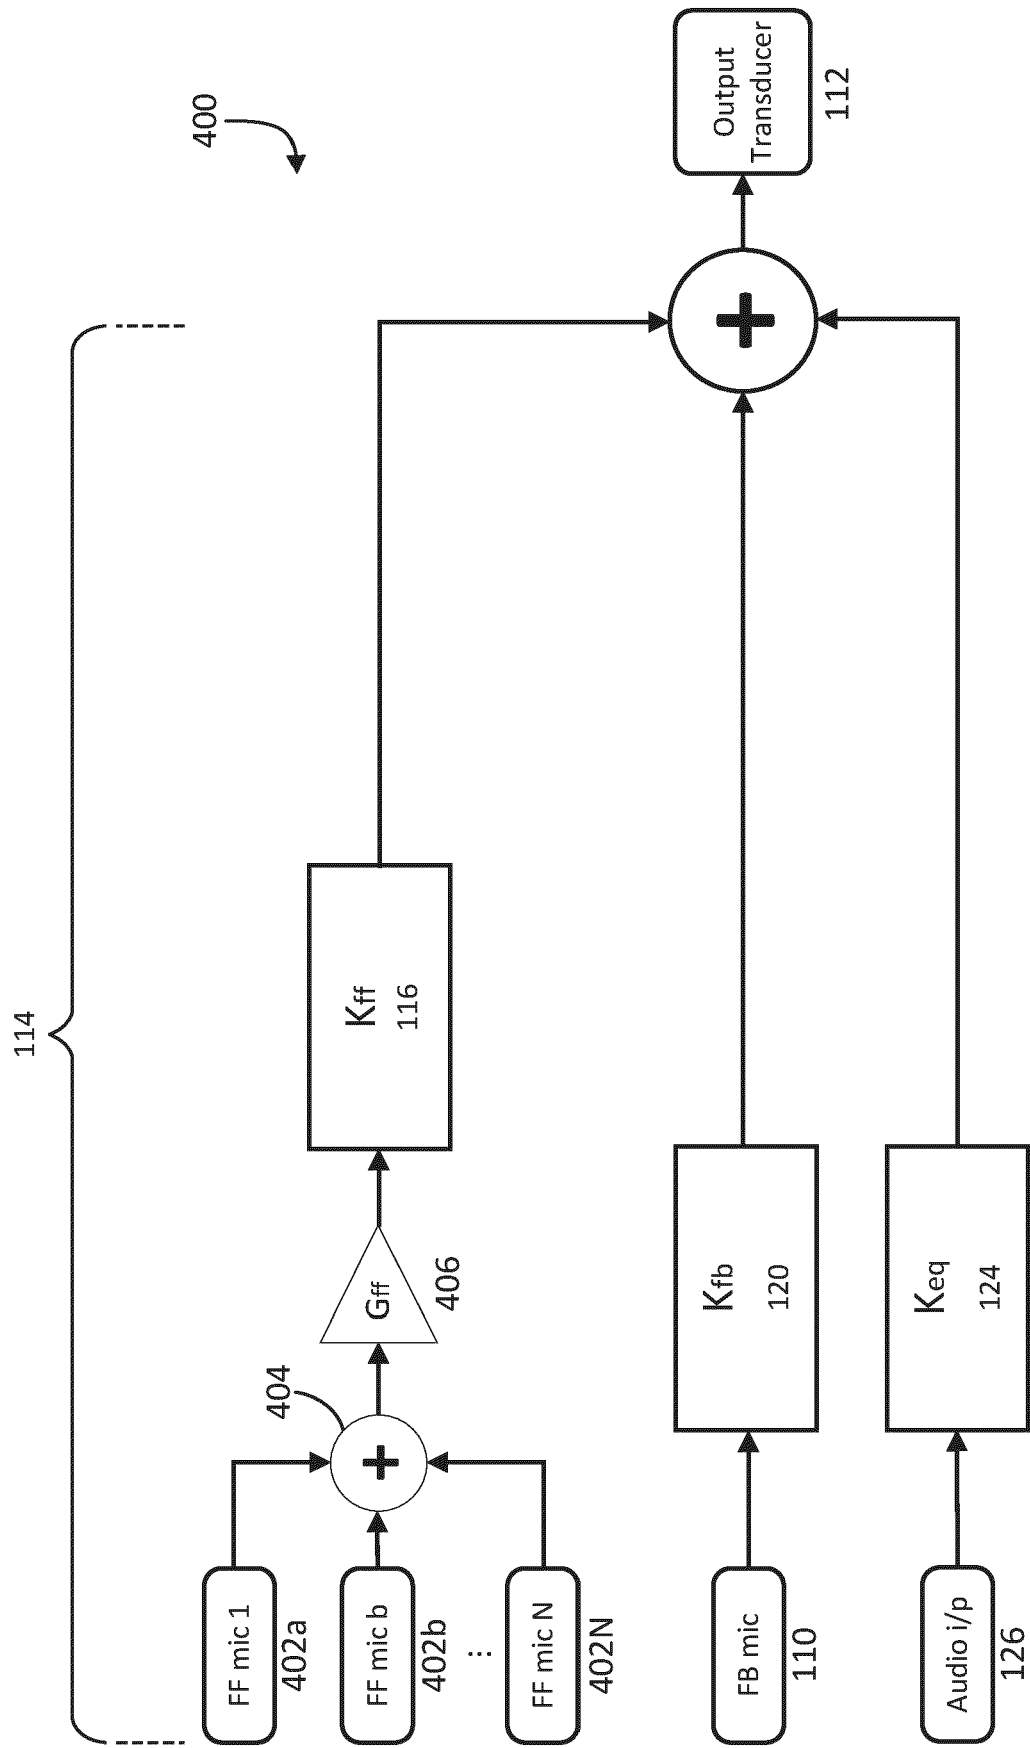 114
400
FF mic 1
402a
FF mic b
402b
...
FF mic N
402N
404
+
Gff
406
Kff
116
FB mic
110
Kfb
120
Audio i/p
126
Keq
124
+
Output
Transducer
112